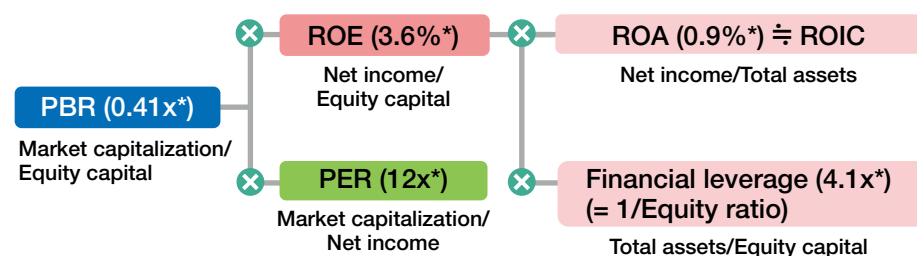 PBR (0.41x*)
Market capitalization/
Equity capital
ROE (3.6%*)
Net income/
Equity capital
PER (12x*)
Market capitalization/
Net income
ROA (0.9%*) ≒ ROIC
Net income/Total assets
Financial leverage (4.1x*)
(= 1/Equity ratio)
Total assets/Equity capital